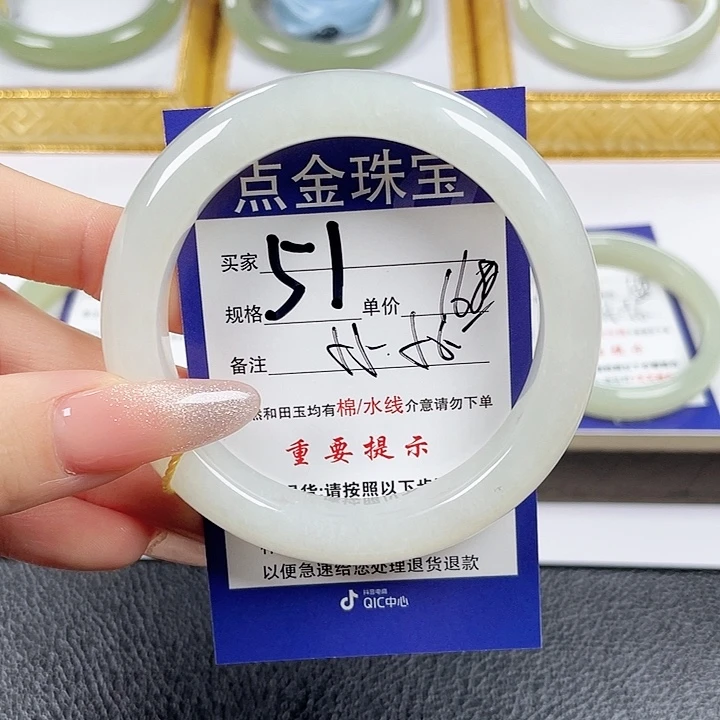 点金珠宝
买家 51
规格 单价
备注
和田玉均有棉/水线介意请勿下单
重要提示
货:请按照以下步
以便急速给您处理退货退款
抖音电商
QIC中心